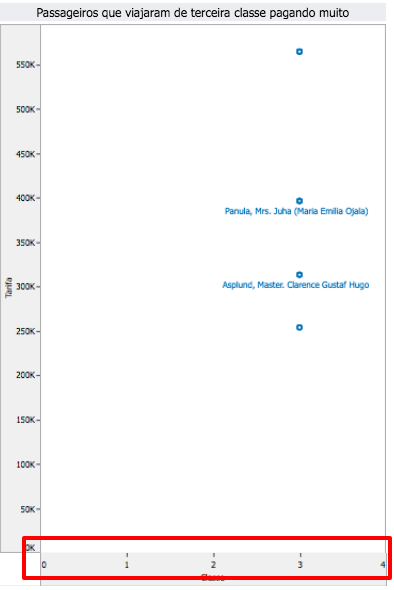 Passageiros que viajaram de terceira classe pagando muito
550K
500K
450K
400K
Panula, Mrs. Juha (Maria Emilia Ojala)
350K
Asplund, Master. Clarence Gustaf Hugo
300K
Tarifa
250K
200K
150K
100K
50K
0K
0 1 2 3 4
Classe